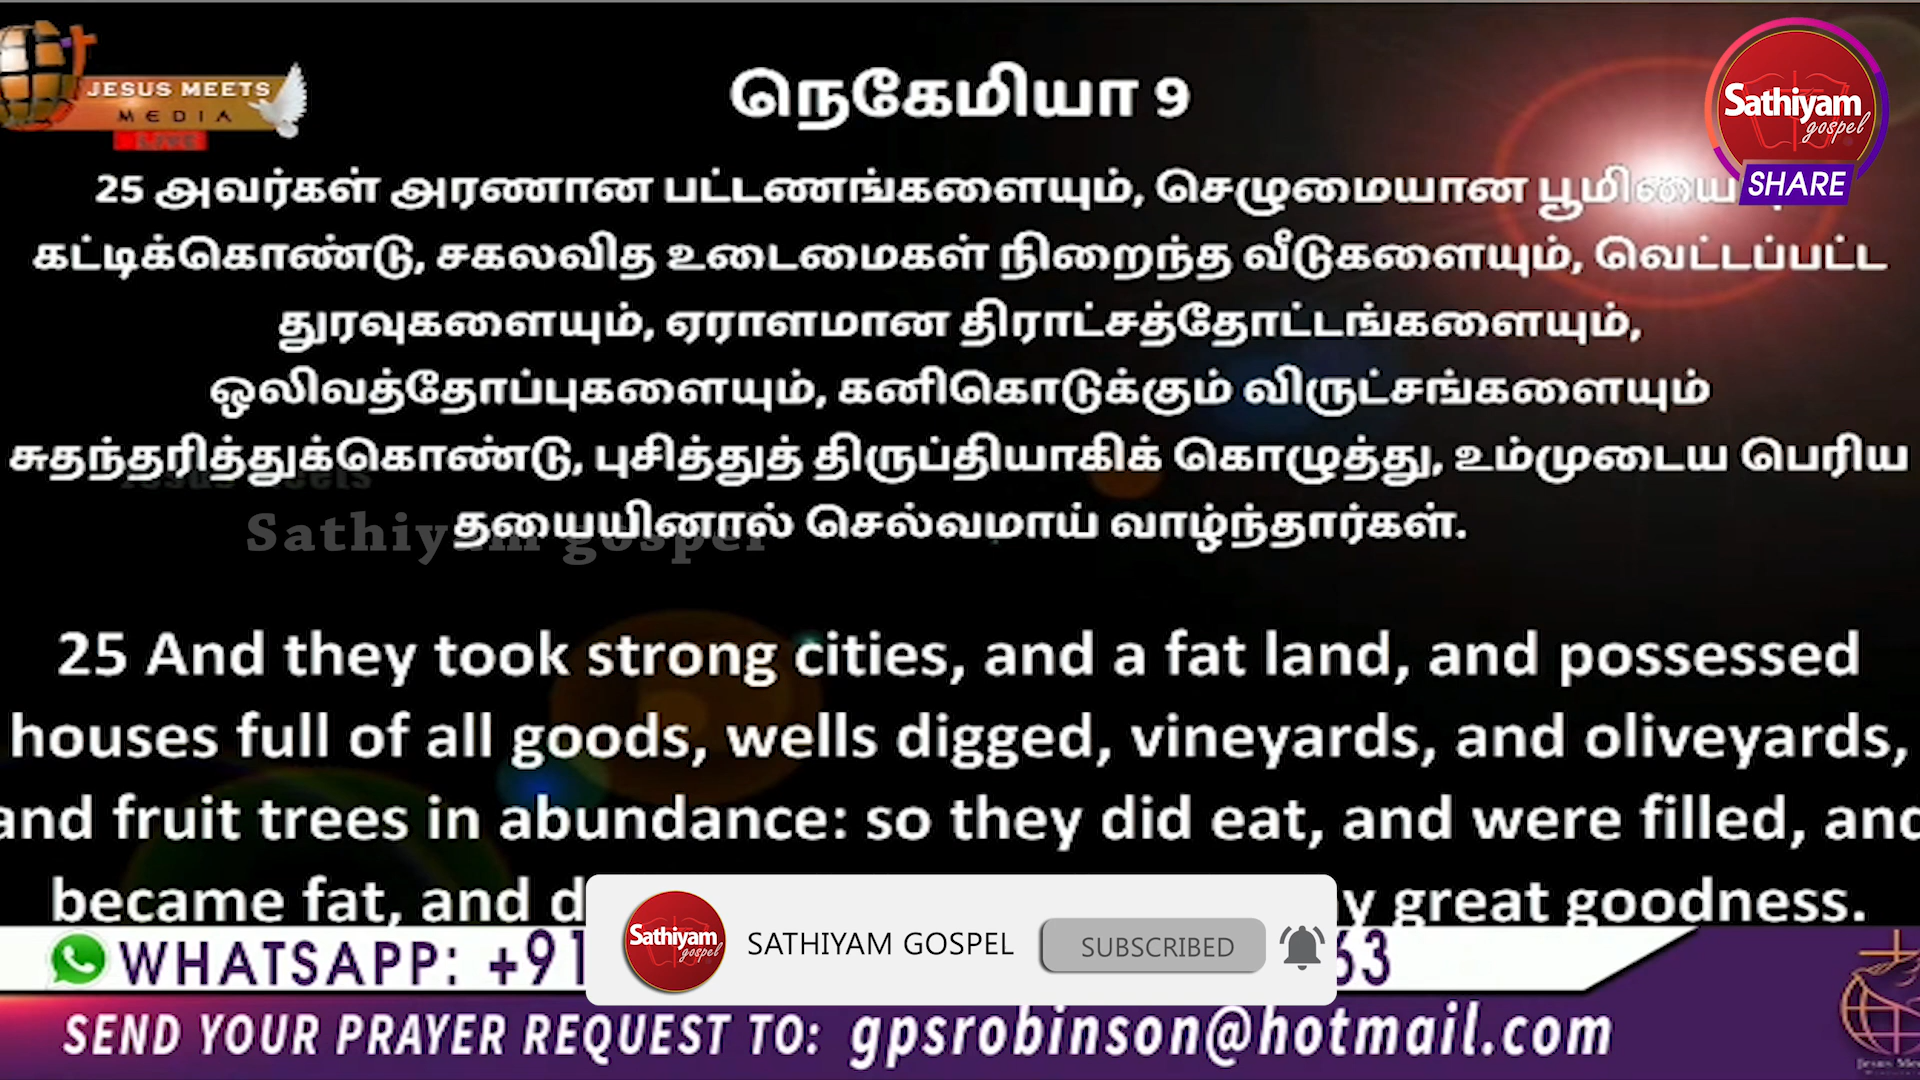 JESUS MEETS
MEDIA
LIVE
Sathiyam
gospel
SHARE
நெகேமியா 9
25 அவர்கள் அரணான பட்டணங்களையும், செழுமையான
கட்டிக்கொண்டு, சகலவித உடைமைகள் நிறைந்த வீடுகளையும், வெட்டப்பட்ட
துரவுகளையும், ஏராளமான திராட்சத்தோட்டங்களையும்,
ஒலிவத்தோப்புகளையும், கனிகொடுக்கும் விருட்சங்களையும்
சுதந்தரித்துக்கொண்டு, புசித்துத் திருப்தியாகிக் கொழுத்து, உம்முடைய பெரிய
தயையினால் செல்வமாய் வாழ்ந்தார்கள்.
Sathiyam gospel
25 And they took strong cities, and a fat land, and possessed
houses full of all goods, wells digged, vineyards, and oliveyards,
and fruit trees in abundance: so they did eat, and were filled, and
became fat, and great goodness.
WHATSAPP: +91 63
Sathiyam
gospel
SATHIYAM GOSPEL
SUBSCRIBED
SEND YOUR PRAYER REQUEST TO: gpsrobinson@hotmail.com